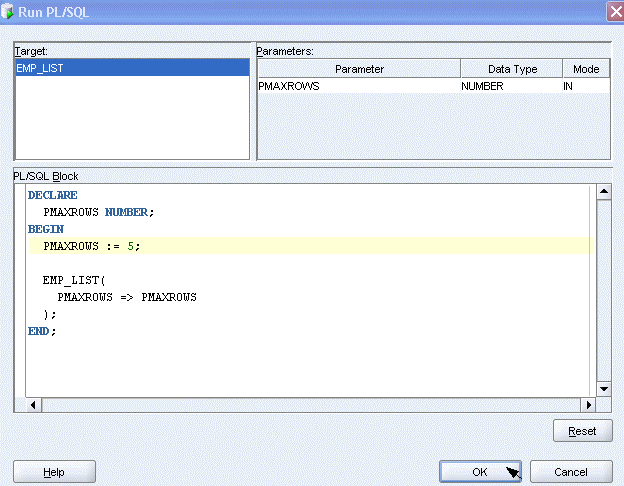 Run PL/SQL
Target:
EMP_LIST
Parameters:
Parameter Data Type Mode
PMAXROWS NUMBER IN
PL/SQL Block
DECLARE
PMAXROWS NUMBER;
BEGIN
PMAXROWS := 5;
EMP_LIST(
PMAXROWS => PMAXROWS
);
END;
Reset
Help OK Cancel